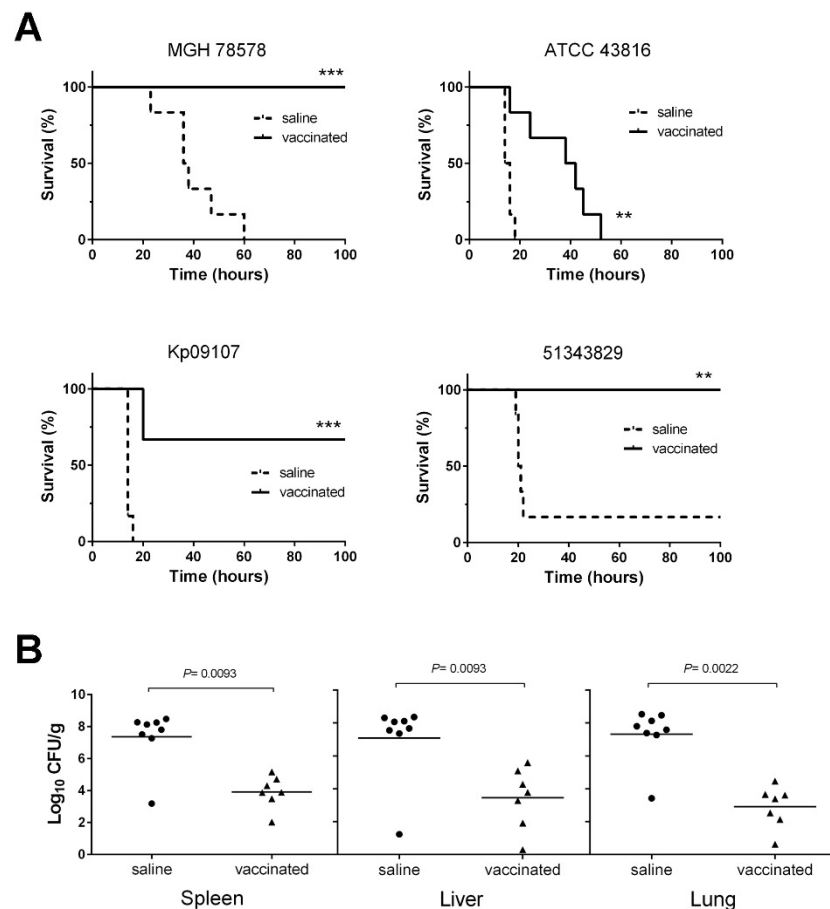 A
MGH 78578
ATCC 43816
***
100
50
0
Survival (%)
saline
vaccinated
0 20 40 60 80 100
Time (hours)
100
50
0
Survival (%)
saline
vaccinated
**
0 20 40 60 80 100
Time (hours)
Kp09107
51343829
100
50
0
Survival (%)
***
saline
vaccinated
0 20 40 60 80 100
Time (hours)
**
100
50
0
Survival (%)
saline
vaccinated
0 20 40 60 80 100
Time (hours)
B
P= 0.0093
P= 0.0093
P= 0.0022
10
8
6
4
2
0
Log10 CFU/g
saline vaccinated saline vaccinated saline vaccinated
Spleen Liver Lung